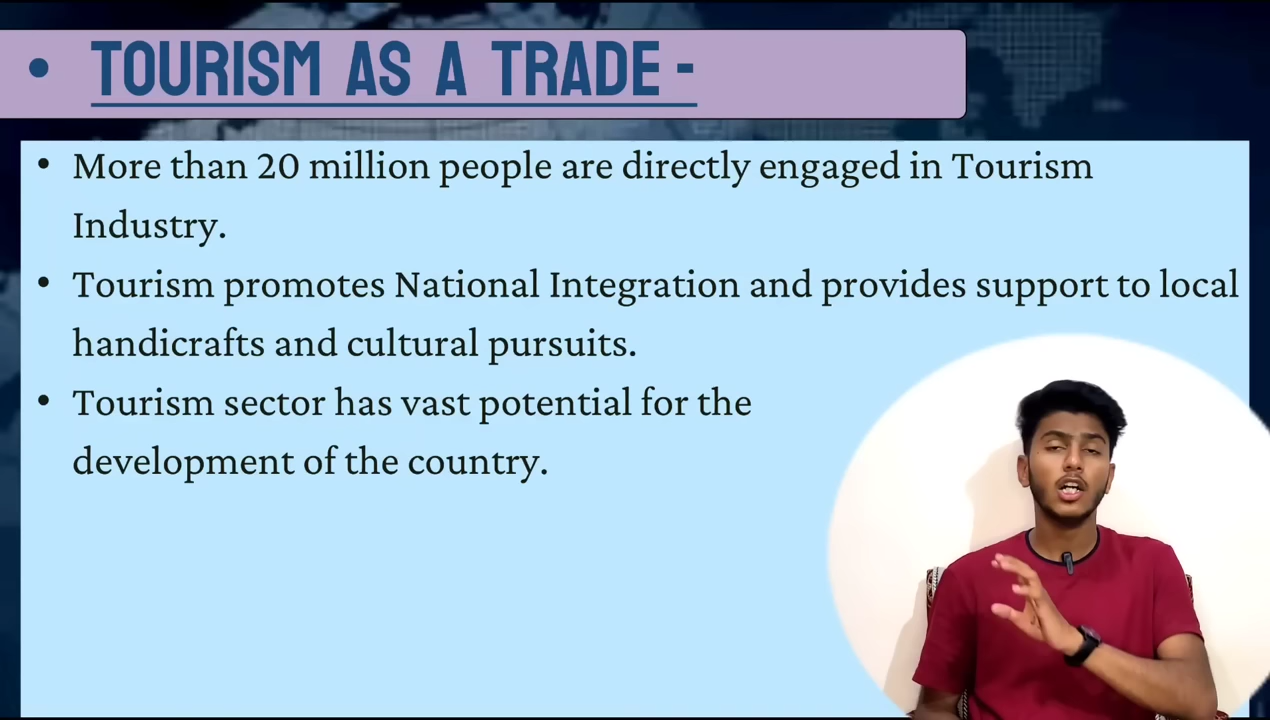 • TOURISM AS A TRADE -
• More than 20 million people are directly engaged in Tourism
Industry.
• Tourism promotes National Integration and provides support to local
handicrafts and cultural pursuits.
• Tourism sector has vast potential for the
development of the country.